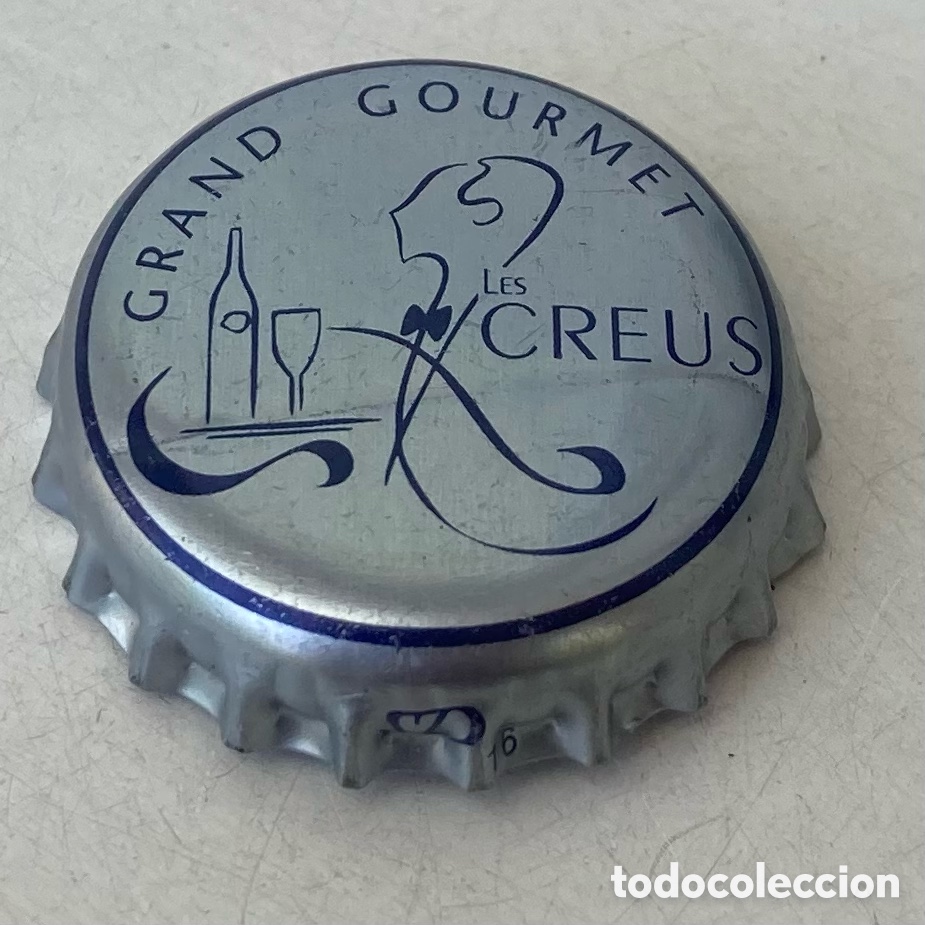 GRAND GOURMET
LES
CREUS
16
todocoleccion